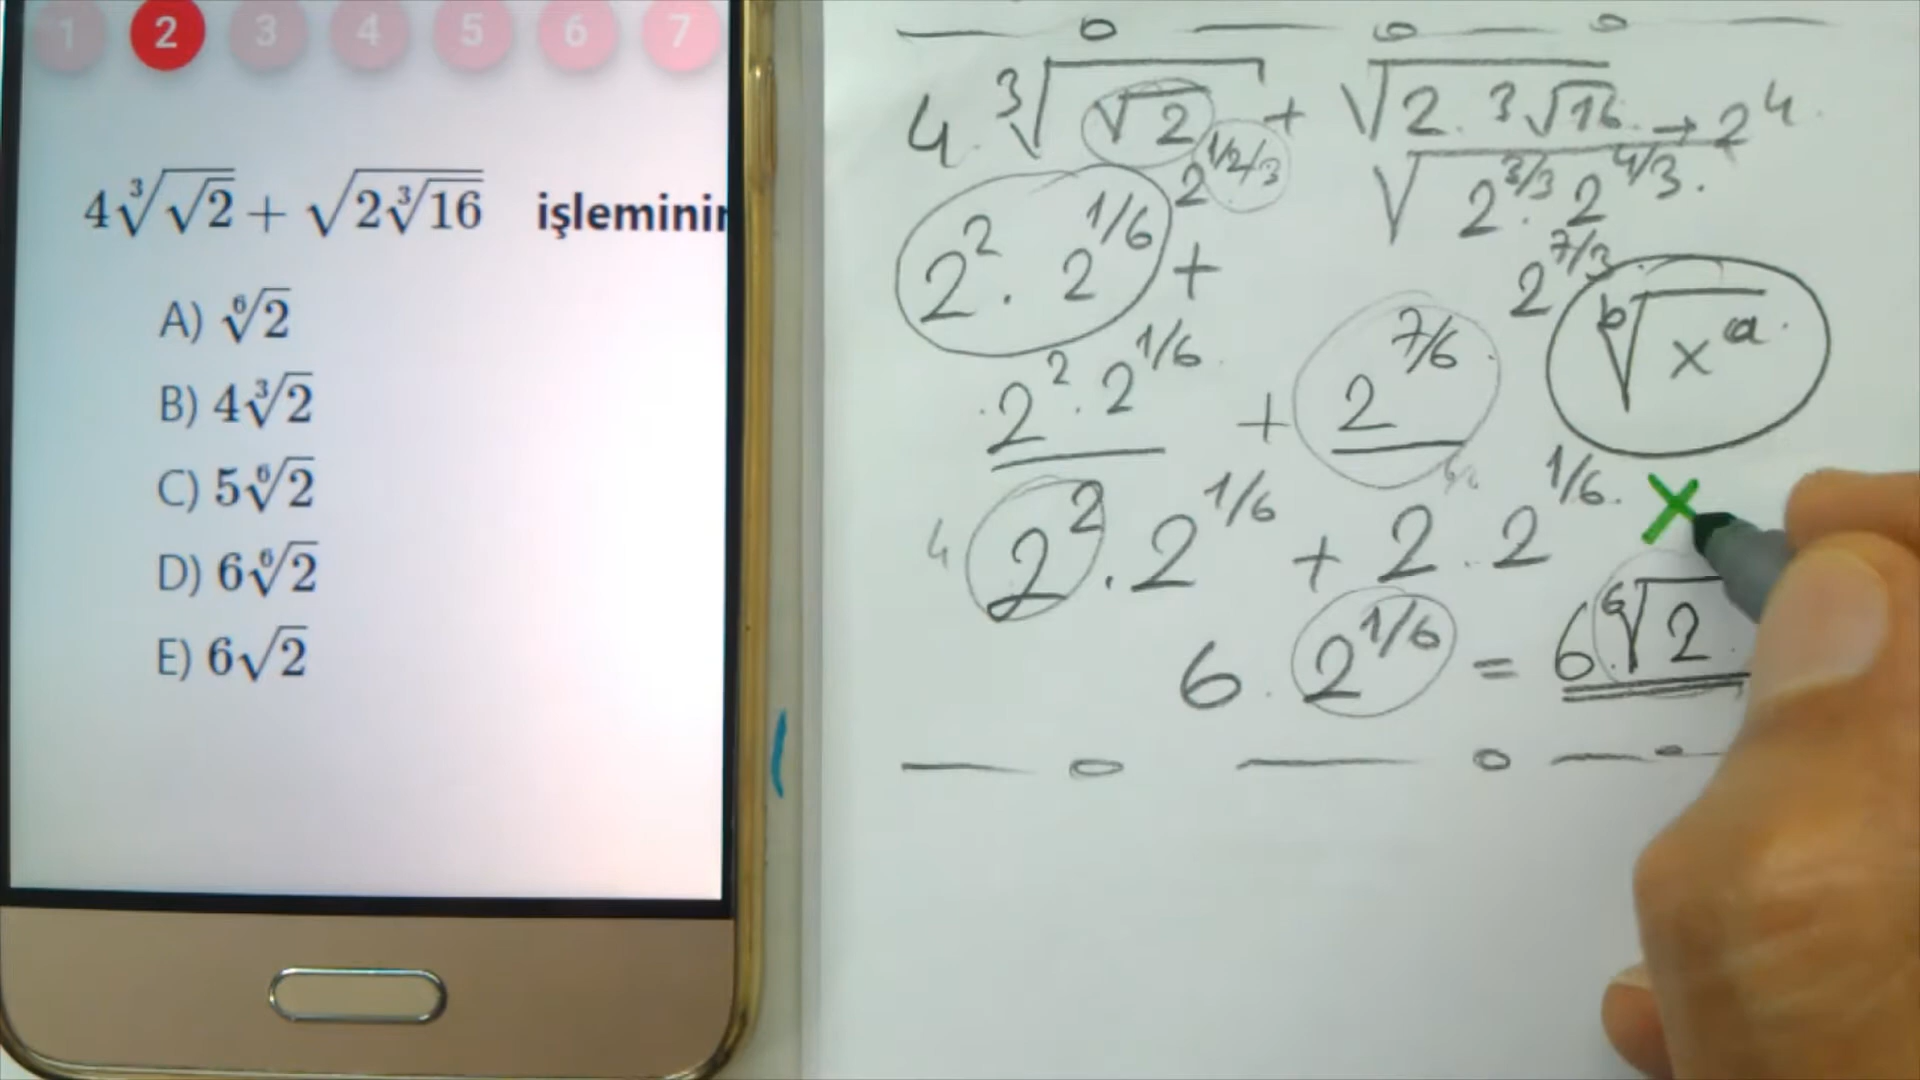 1 2 3 4 5 6 7
4∛√2 + √(2∛16) işleminin
A) ⁶√2
B) 4∛2
C) 5⁶√2
D) 6⁶√2
E) 6√2
4.∛√2 + √(2.∛16) → 2⁴
2^(1/2/3) √(2^(3/3).2^(4/3))
2².2^(1/6) + 2^(7/3) ᵇ√(xᵃ)
2².2^(1/6) + 2^(7/6)
4 2².2^(1/6) + 2.2^(1/6) X
6.2^(1/6) = 6.⁶√2